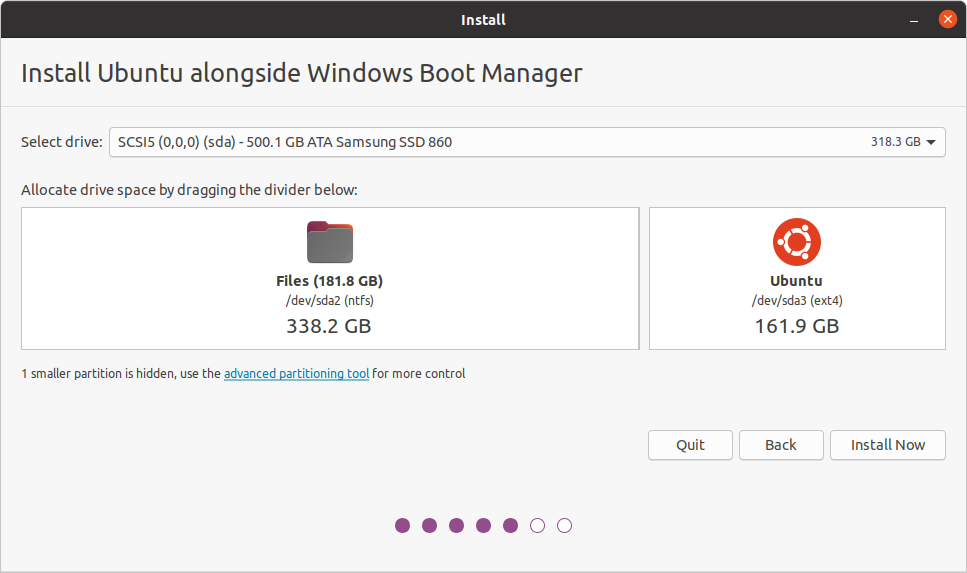 Install
Install Ubuntu alongside Windows Boot Manager
Select drive: SCSI5 (0,0,0) (sda) - 500.1 GB ATA Samsung SSD 860 318.3 GB
Allocate drive space by dragging the divider below:
Files (181.8 GB)
/dev/sda2 (ntfs)
338.2 GB
Ubuntu
/dev/sda3 (ext4)
161.9 GB
1 smaller partition is hidden, use the advanced partitioning tool for more control
Quit Back Install Now